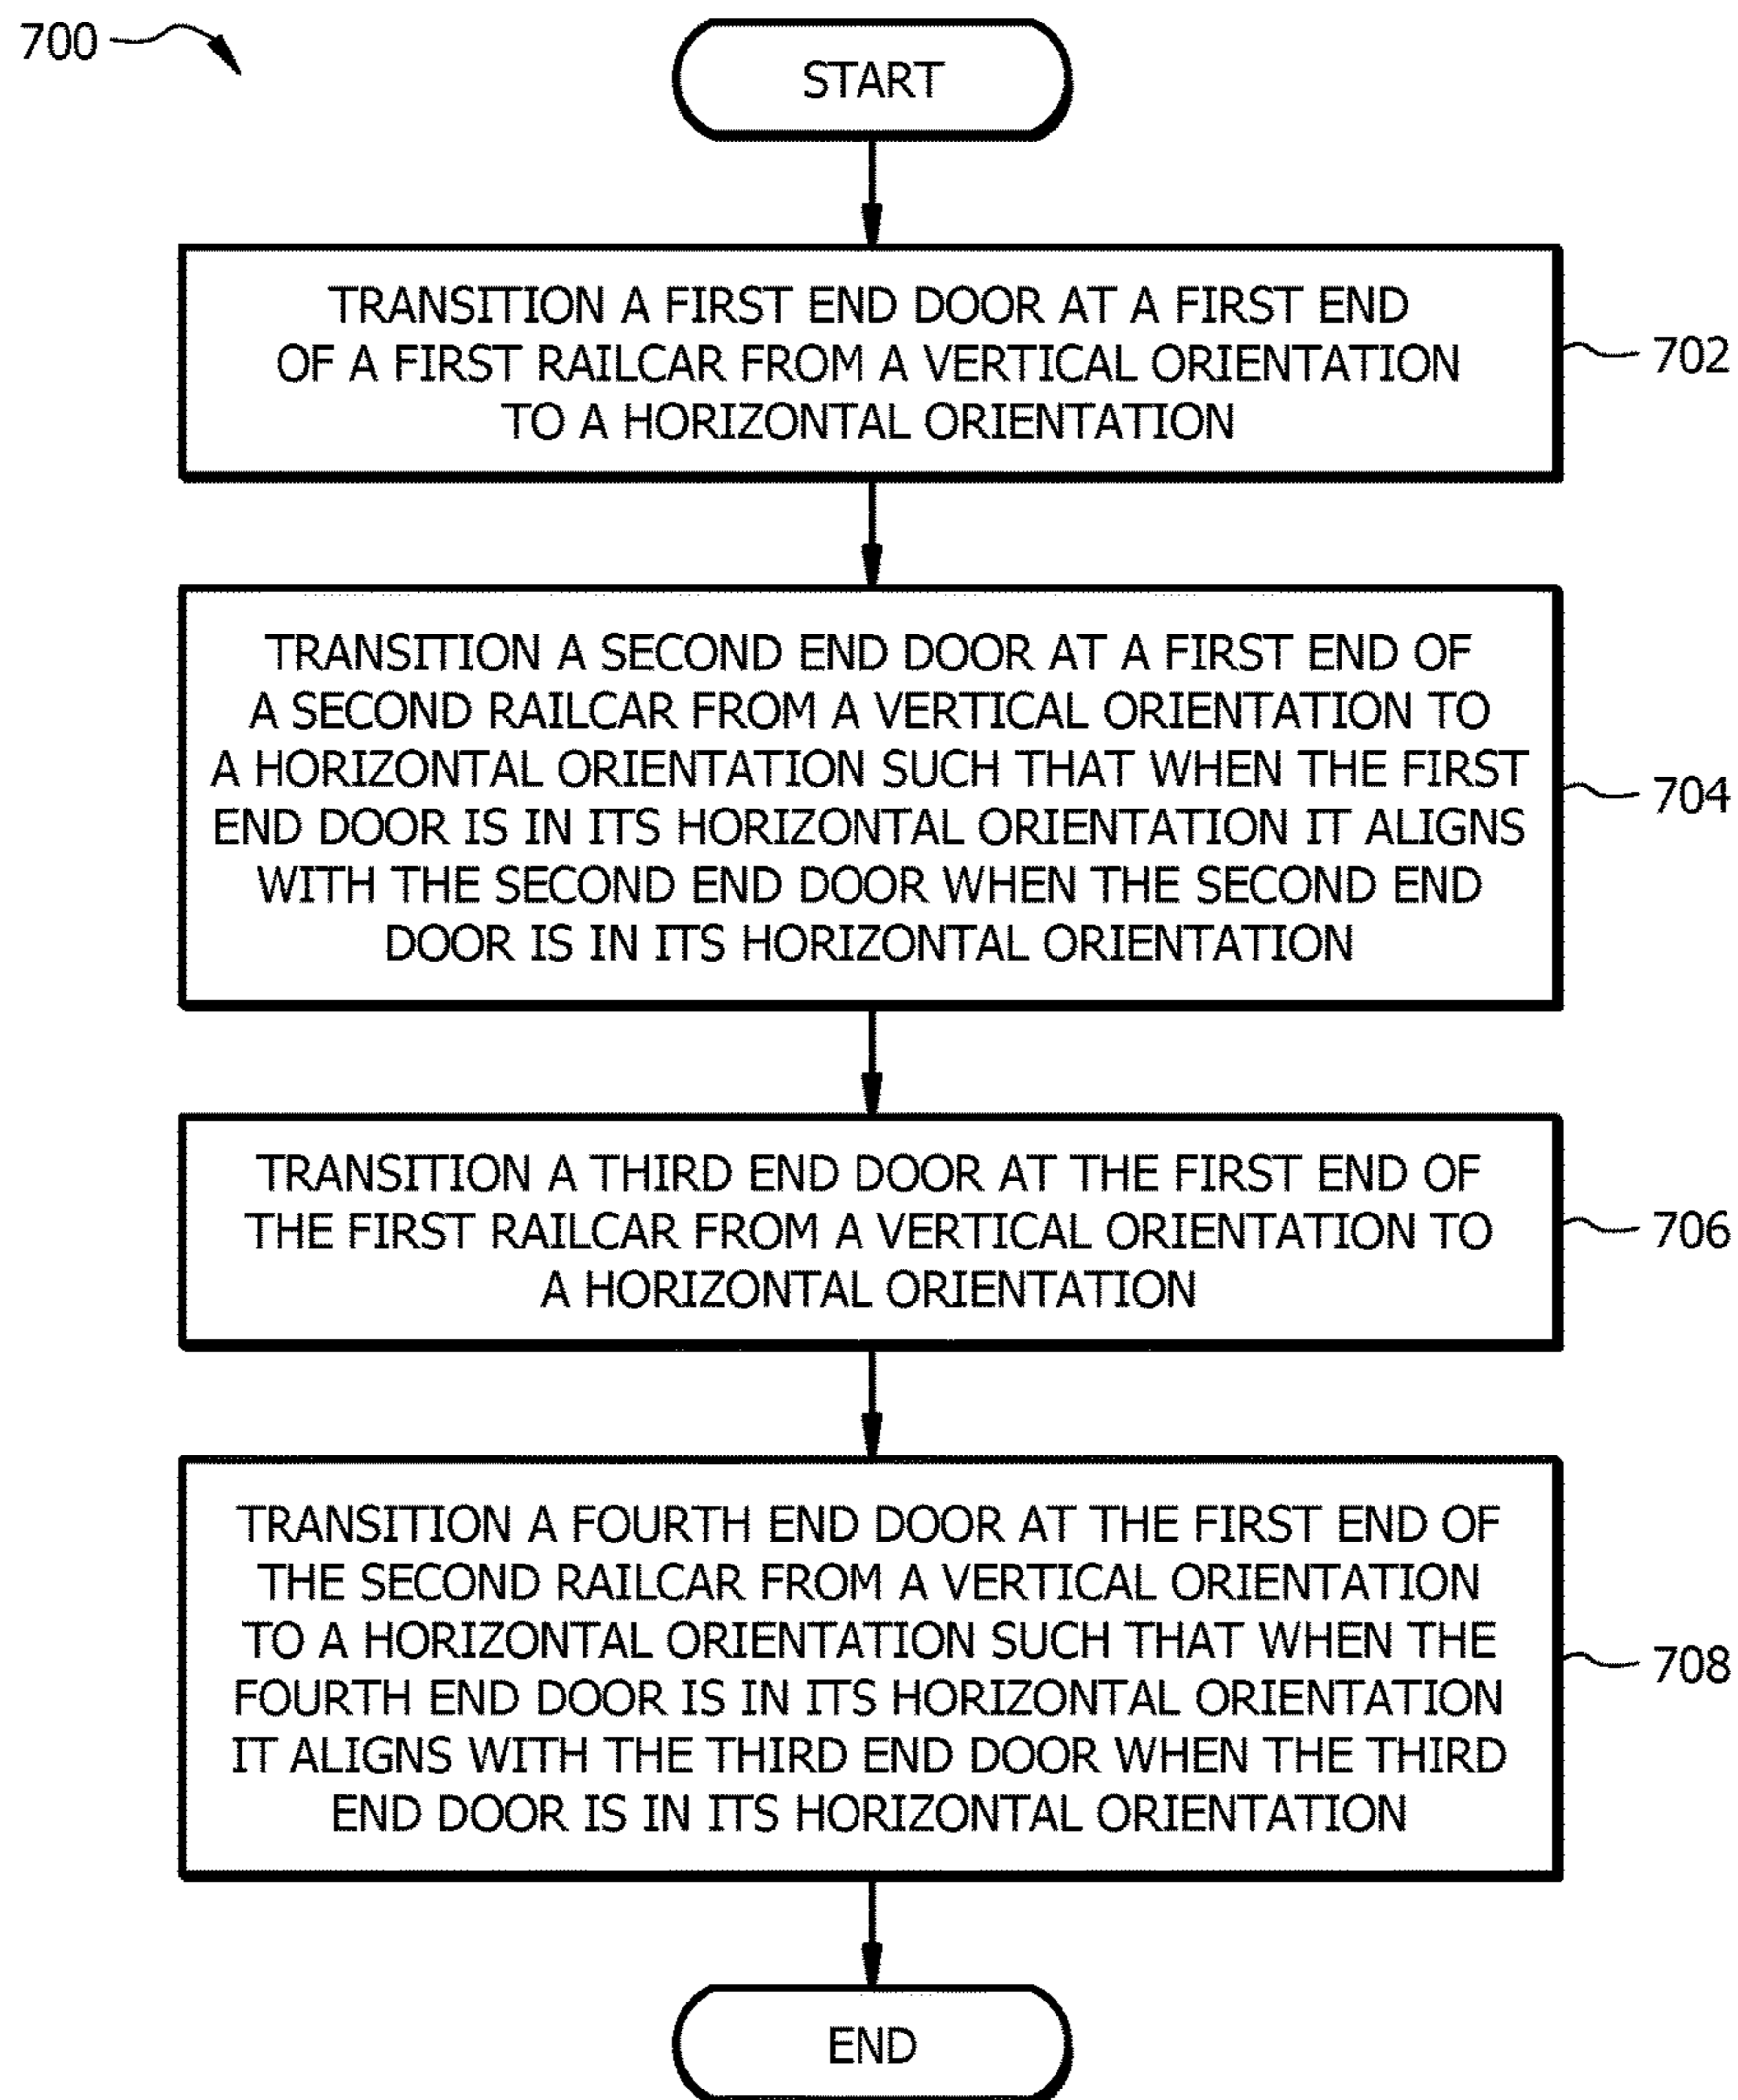 700
START
TRANSITION A FIRST END DOOR AT A FIRST END
OF A FIRST RAILCAR FROM A VERTICAL ORIENTATION
TO A HORIZONTAL ORIENTATION
702
TRANSITION A SECOND END DOOR AT A FIRST END OF
A SECOND RAILCAR FROM A VERTICAL ORIENTATION TO
A HORIZONTAL ORIENTATION SUCH THAT WHEN THE FIRST
END DOOR IS IN ITS HORIZONTAL ORIENTATION IT ALIGNS
WITH THE SECOND END DOOR WHEN THE SECOND END
DOOR IS IN ITS HORIZONTAL ORIENTATION
704
TRANSITION A THIRD END DOOR AT THE FIRST END OF
THE FIRST RAILCAR FROM A VERTICAL ORIENTATION TO
A HORIZONTAL ORIENTATION
706
TRANSITION A FOURTH END DOOR AT THE FIRST END OF
THE SECOND RAILCAR FROM A VERTICAL ORIENTATION
TO A HORIZONTAL ORIENTATION SUCH THAT WHEN THE
FOURTH END DOOR IS IN ITS HORIZONTAL ORIENTATION
IT ALIGNS WITH THE THIRD END DOOR WHEN THE THIRD
END DOOR IS IN ITS HORIZONTAL ORIENTATION
708
END